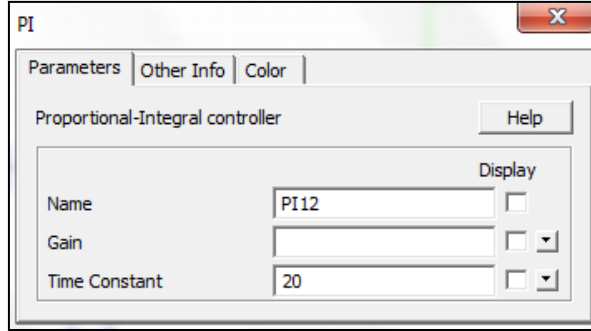 PI
Parameters Other Info Color
Proportional-Integral controller Help
Display
Name PI12
Gain
Time Constant 20